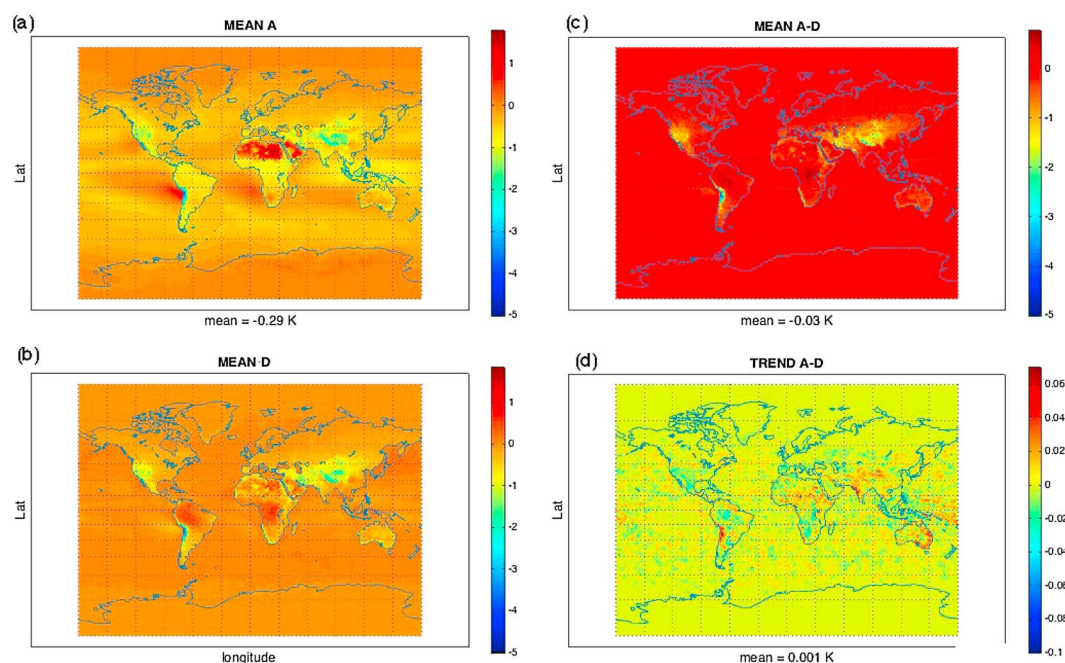 (a)
MEAN A
Lat
1
0
-1
-2
-3
-4
-5
mean = -0.29 K
(c)
MEAN A-D
Lat
0
-1
-2
-3
-4
-5
mean = -0.03 K
(b)
MEAN D
Lat
1
0
-1
-2
-3
-4
-5
longitude
(d)
TREND A-D
Lat
0.06
0.04
0.02
0
-0.02
-0.04
-0.06
-0.08
-0.1
mean = 0.001 K